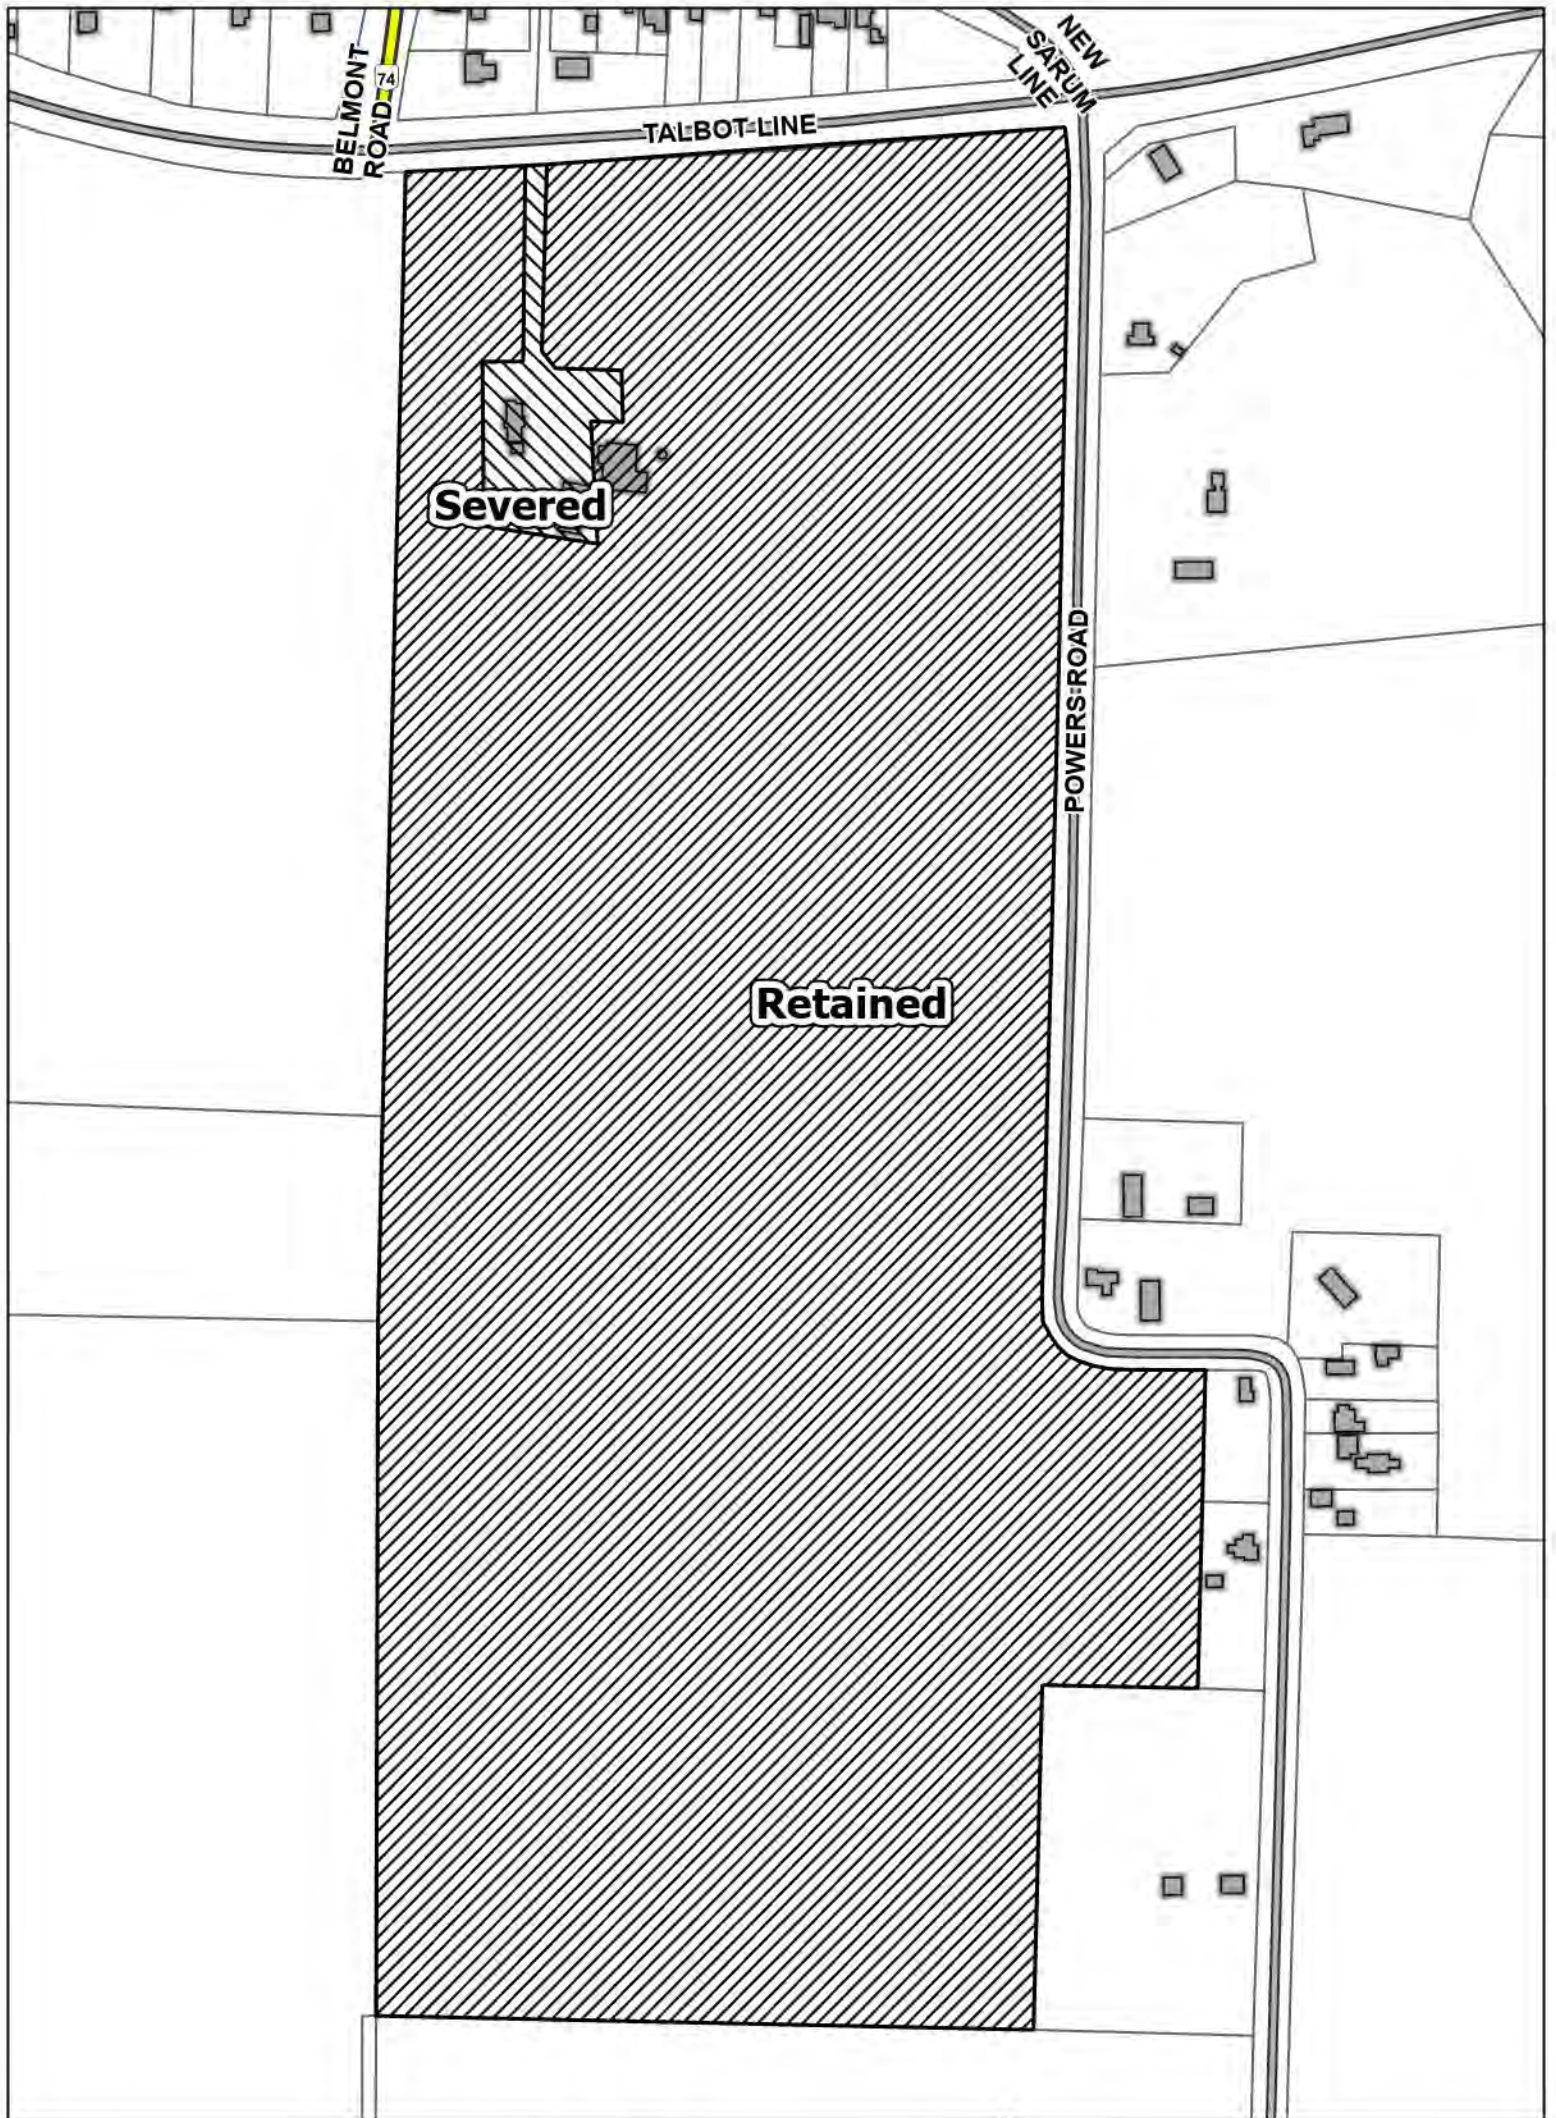 NEW
SARUM
LINE
BELMONT
ROAD
74
TALBOT LINE
Severed
POWERS ROAD
Retained